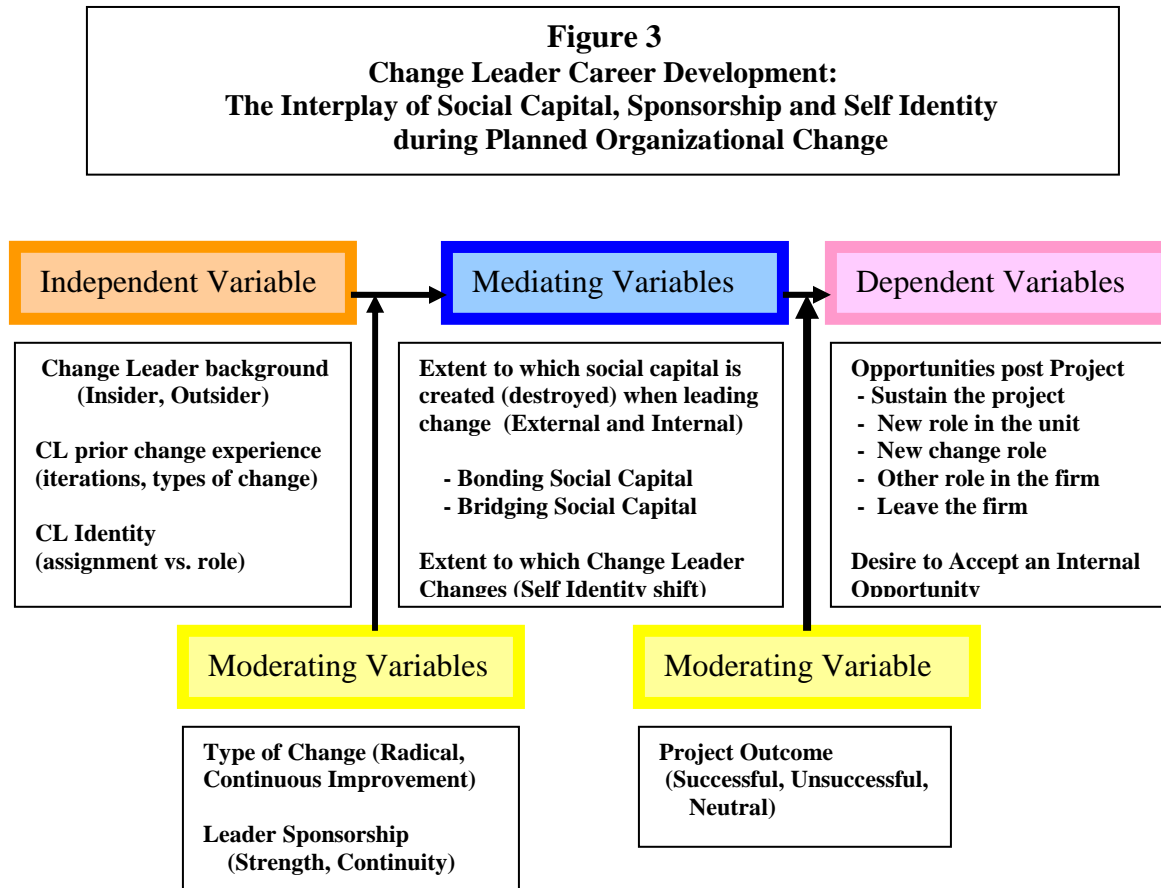 Figure 3
Change Leader Career Development:
The Interplay of Social Capital, Sponsorship and Self Identity
during Planned Organizational Change
Independent Variable
Mediating Variables
Dependent Variables
Change Leader background
(Insider, Outsider)
CL prior change experience
(iterations, types of change)
CL Identity
(assignment vs. role)
Extent to which social capital is
created (destroyed) when leading
change (External and Internal)
- Bonding Social Capital
- Bridging Social Capital
Extent to which Change Leader
Changes (Self Identity shift)
Opportunities post Project
- Sustain the project
- New role in the unit
- New change role
- Other role in the firm
- Leave the firm
Desire to Accept an Internal
Opportunity
Moderating Variables
Moderating Variable
Type of Change (Radical,
Continuous Improvement)
Leader Sponsorship
(Strength, Continuity)
Project Outcome
(Successful, Unsuccessful,
Neutral)